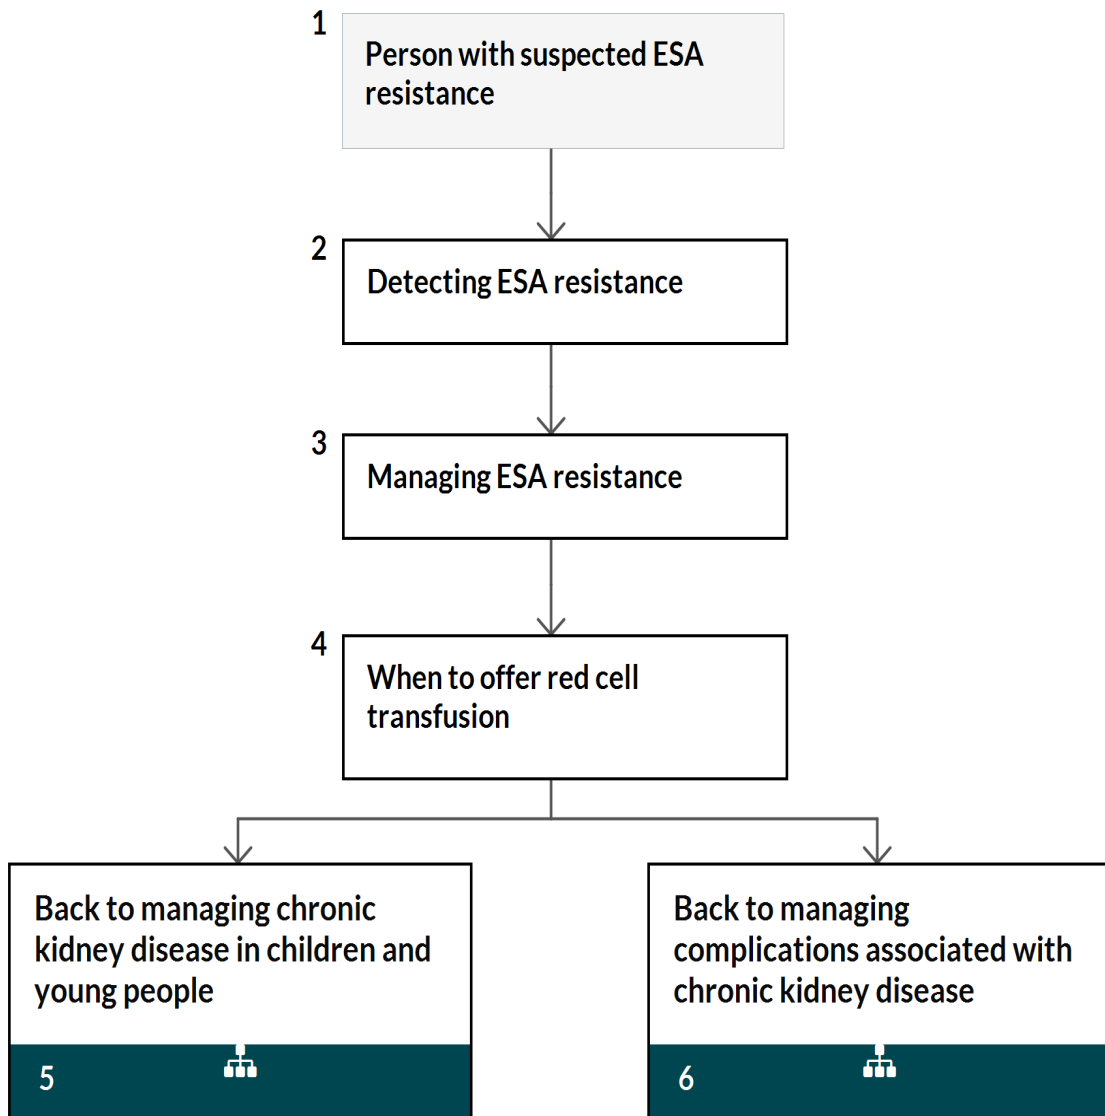 1
Person with suspected ESA
resistance
2
Detecting ESA resistance
3
Managing ESA resistance
4
When to offer red cell
transfusion
Back to managing chronic
kidney disease in children and
young people
5
Back to managing
complications associated with
chronic kidney disease
6